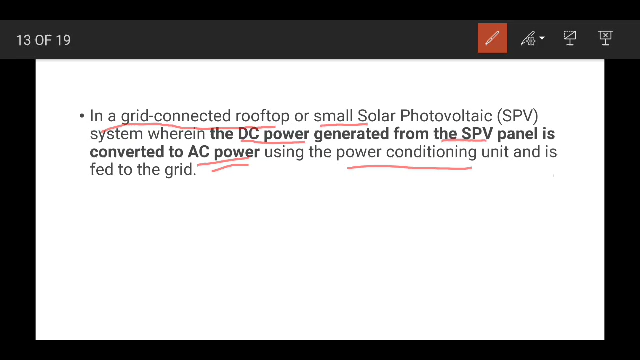 13 OF 19
• In a grid-connected rooftop or small Solar Photovoltaic (SPV)
system wherein the DC power generated from the SPV panel is
converted to AC power using the power conditioning unit and is
fed to the grid.